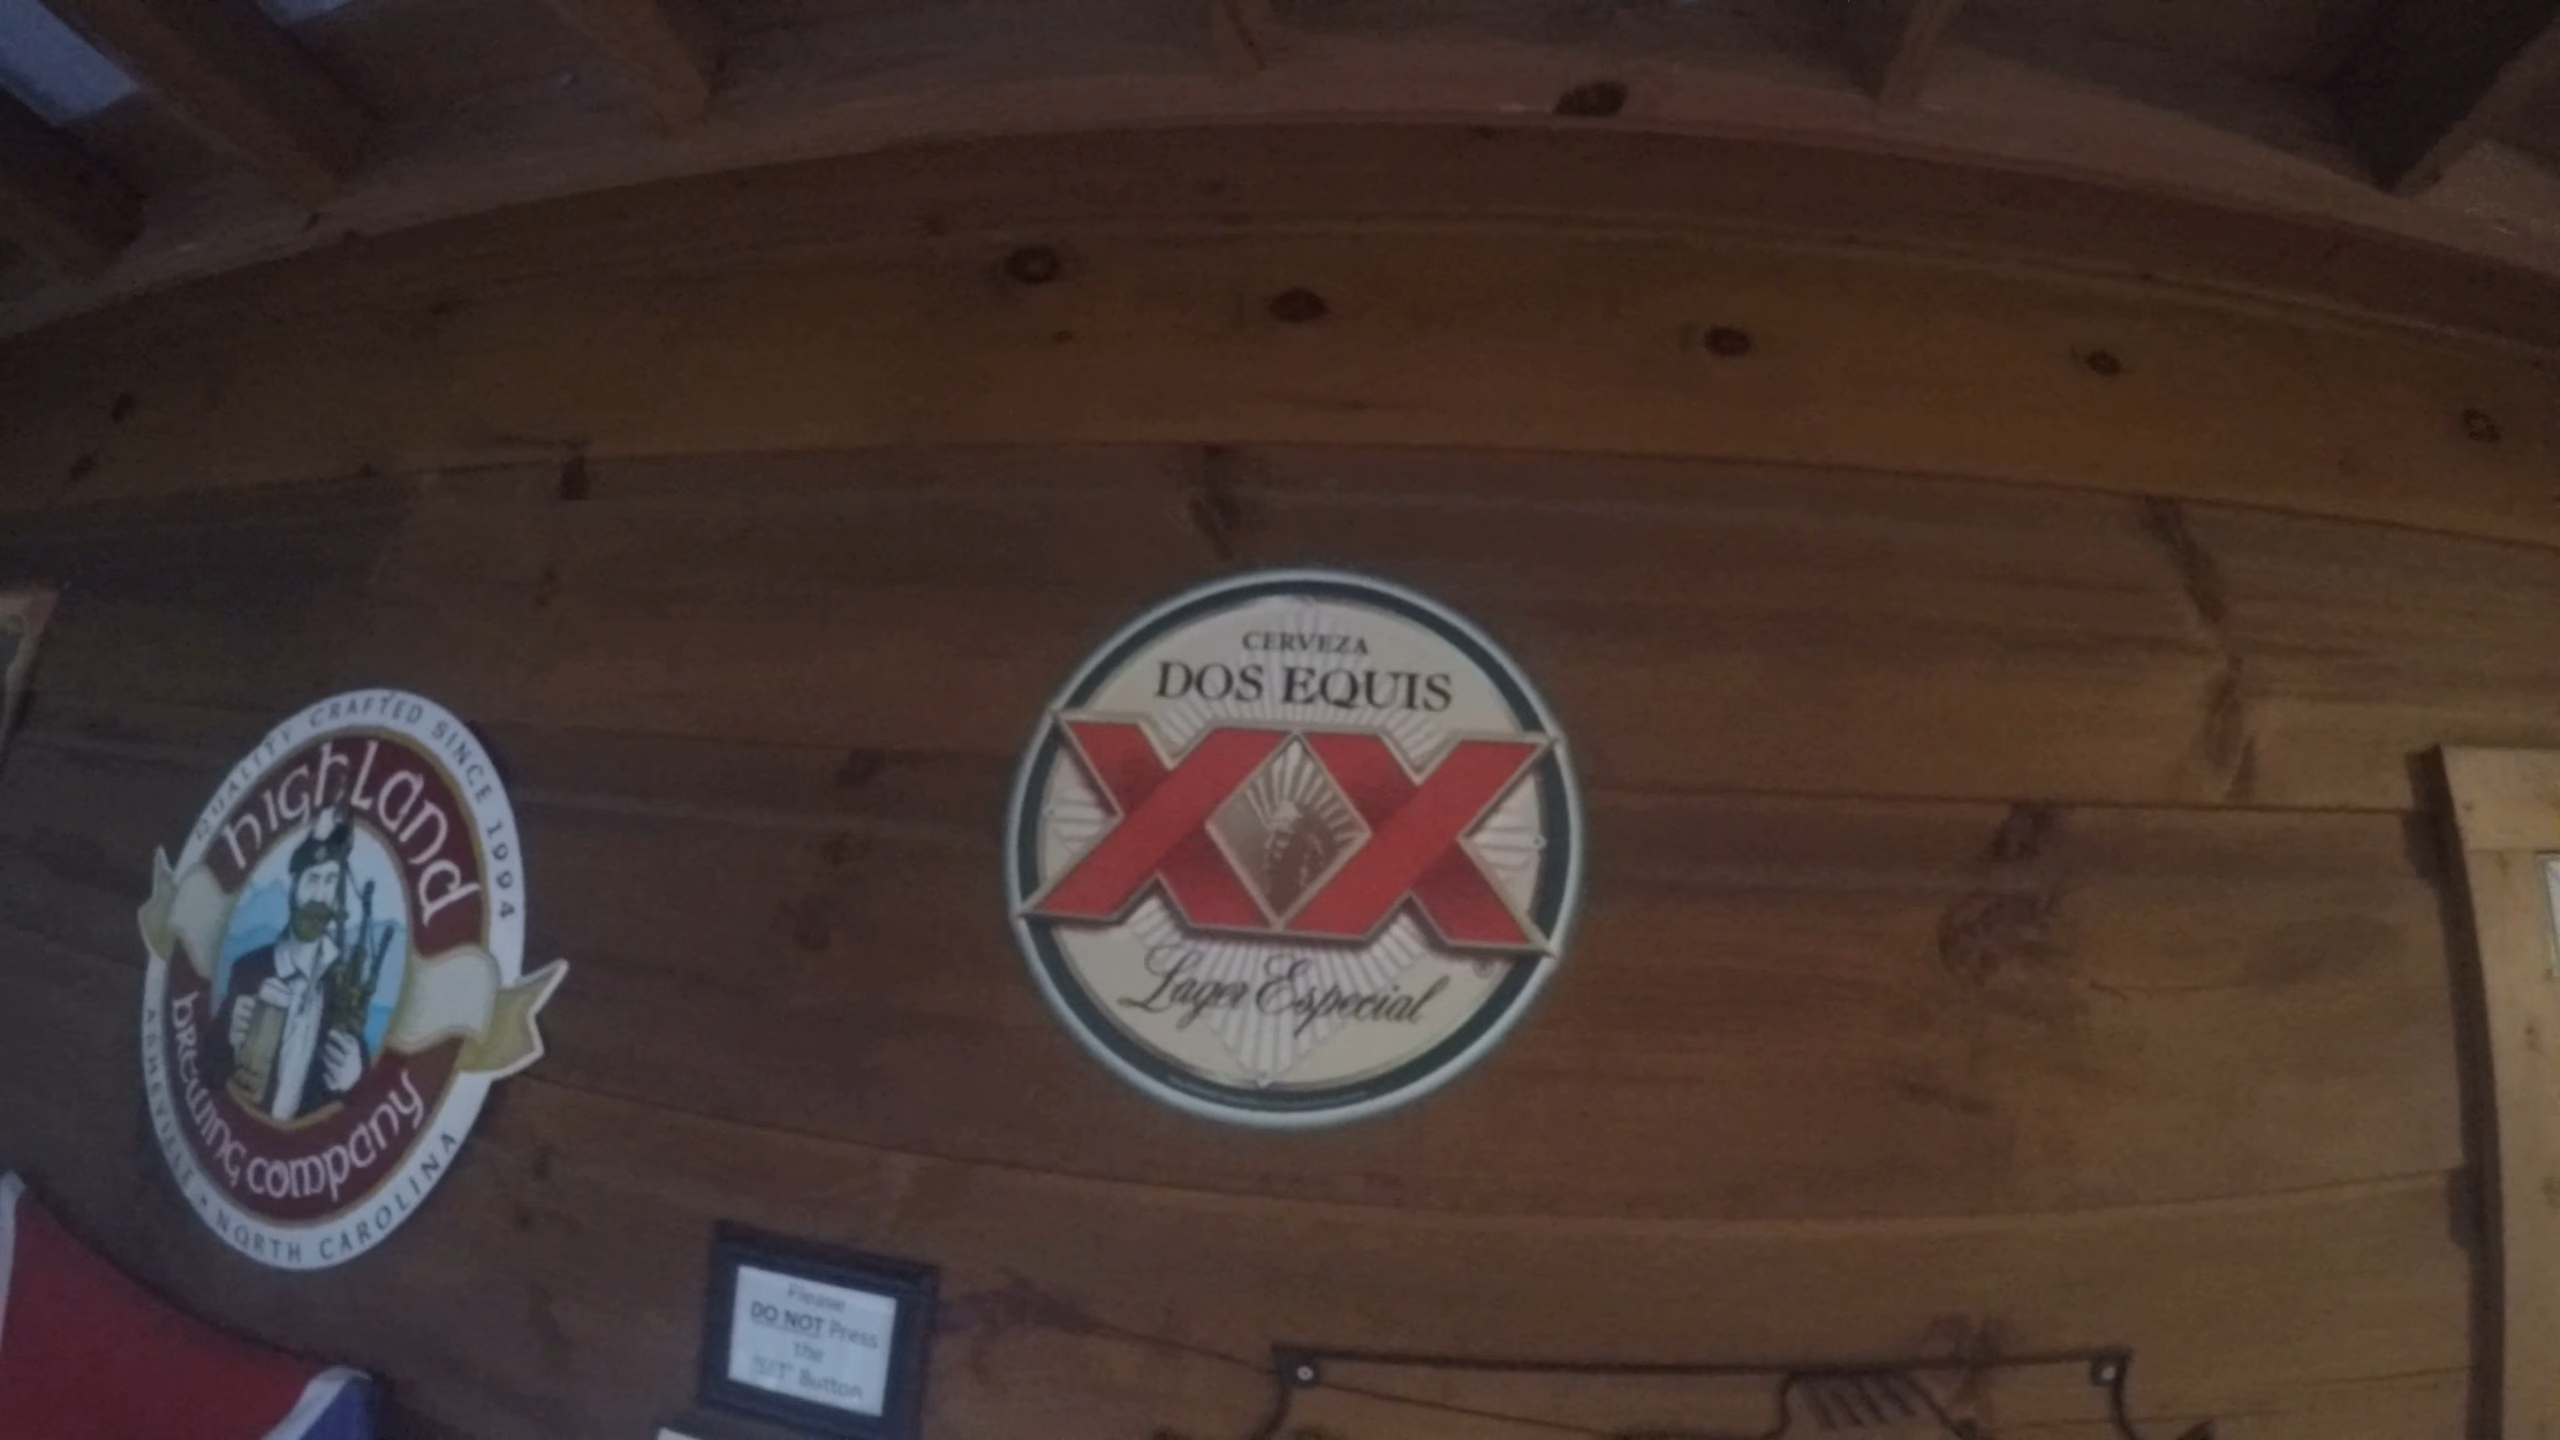 QUALITY CRAFTED SINCE 1994
highland
brewing company
ASHEVILLE • NORTH CAROLINA
CERVEZA
DOS EQUIS
XX
Lager Especial
Please
DO NOT Press
the
Button